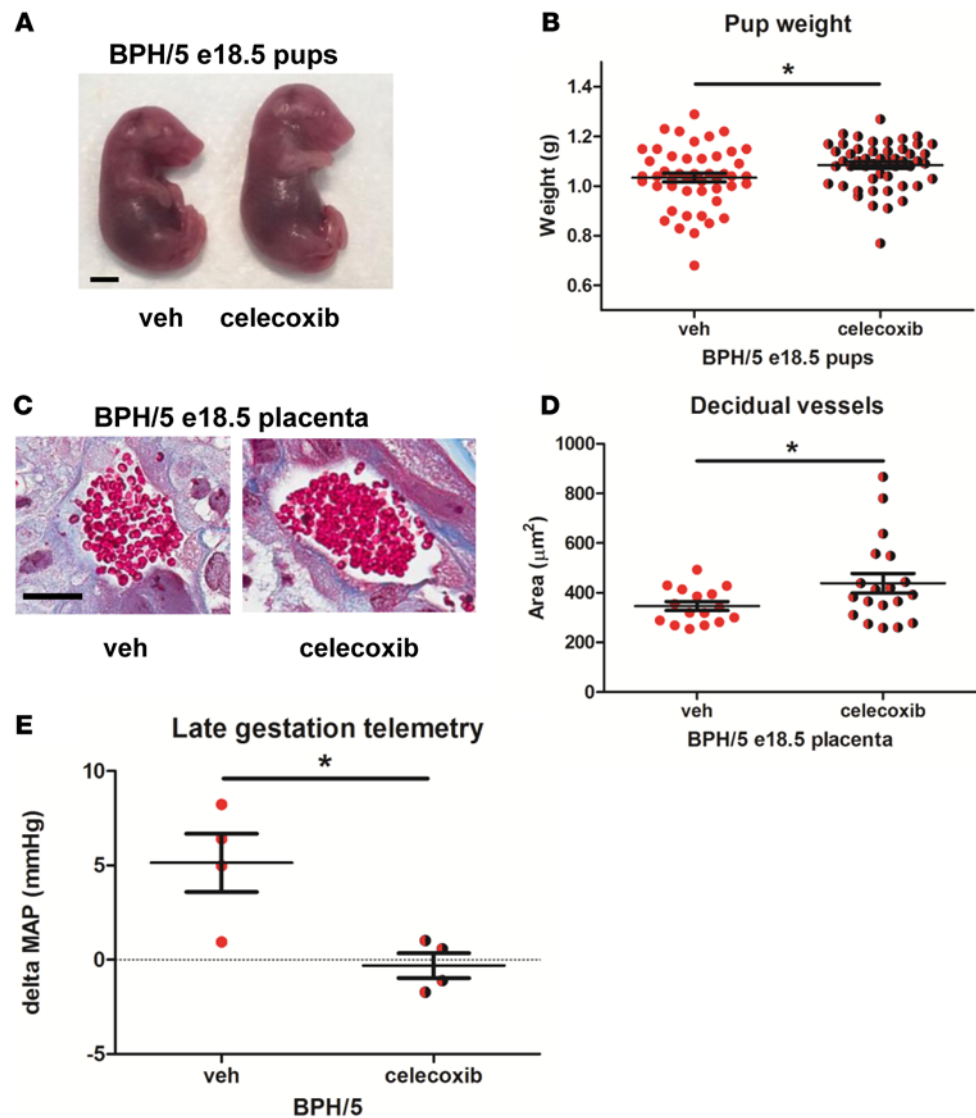 A
BPH/5 e18.5 pups
veh celecoxib
B
Pup weight
*
1.4
1.2
1.0
0.8
0.6
Weight (g)
veh celecoxib
BPH/5 e18.5 pups
C
BPH/5 e18.5 placenta
veh celecoxib
D
Decidual vessels
*
1000
800
600
400
200
0
Area (μm²)
veh celecoxib
BPH/5 e18.5 placenta
E
Late gestation telemetry
*
10
5
0
-5
delta MAP (mmHg)
veh celecoxib
BPH/5